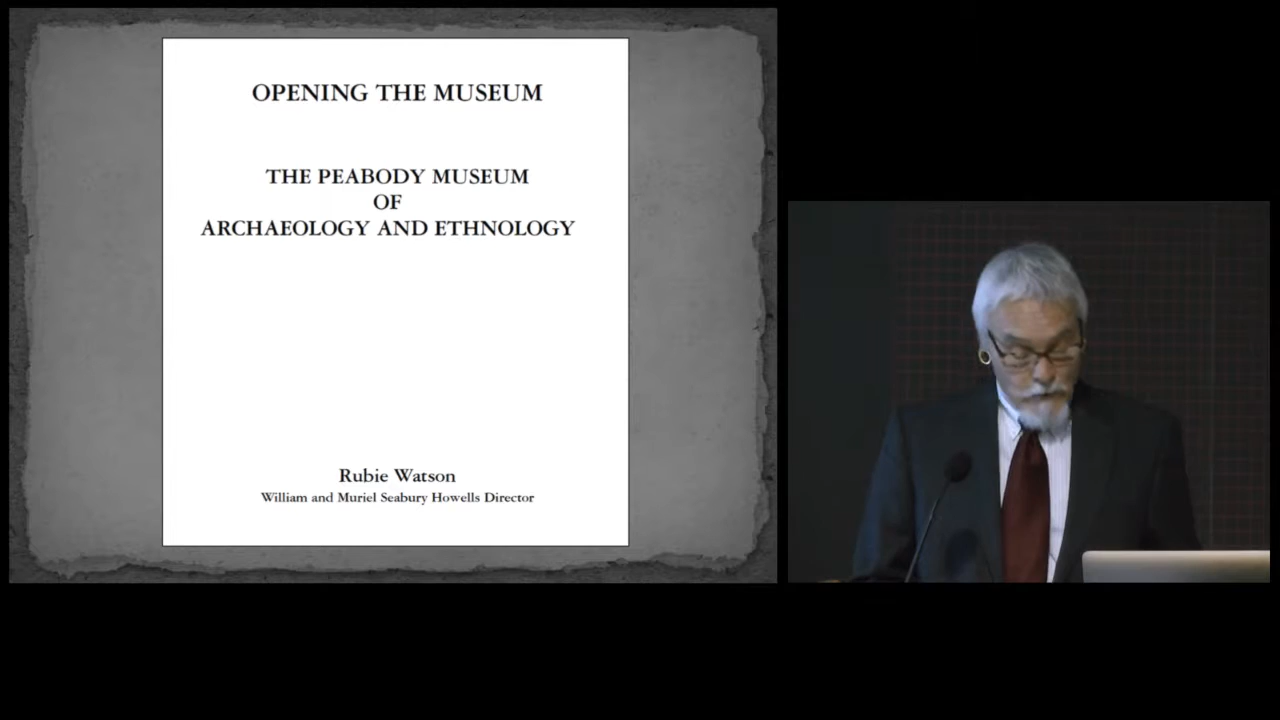 OPENING THE MUSEUM
THE PEABODY MUSEUM
OF
ARCHAEOLOGY AND ETHNOLOGY
Rubie Watson
William and Muriel Seabury Howells Director